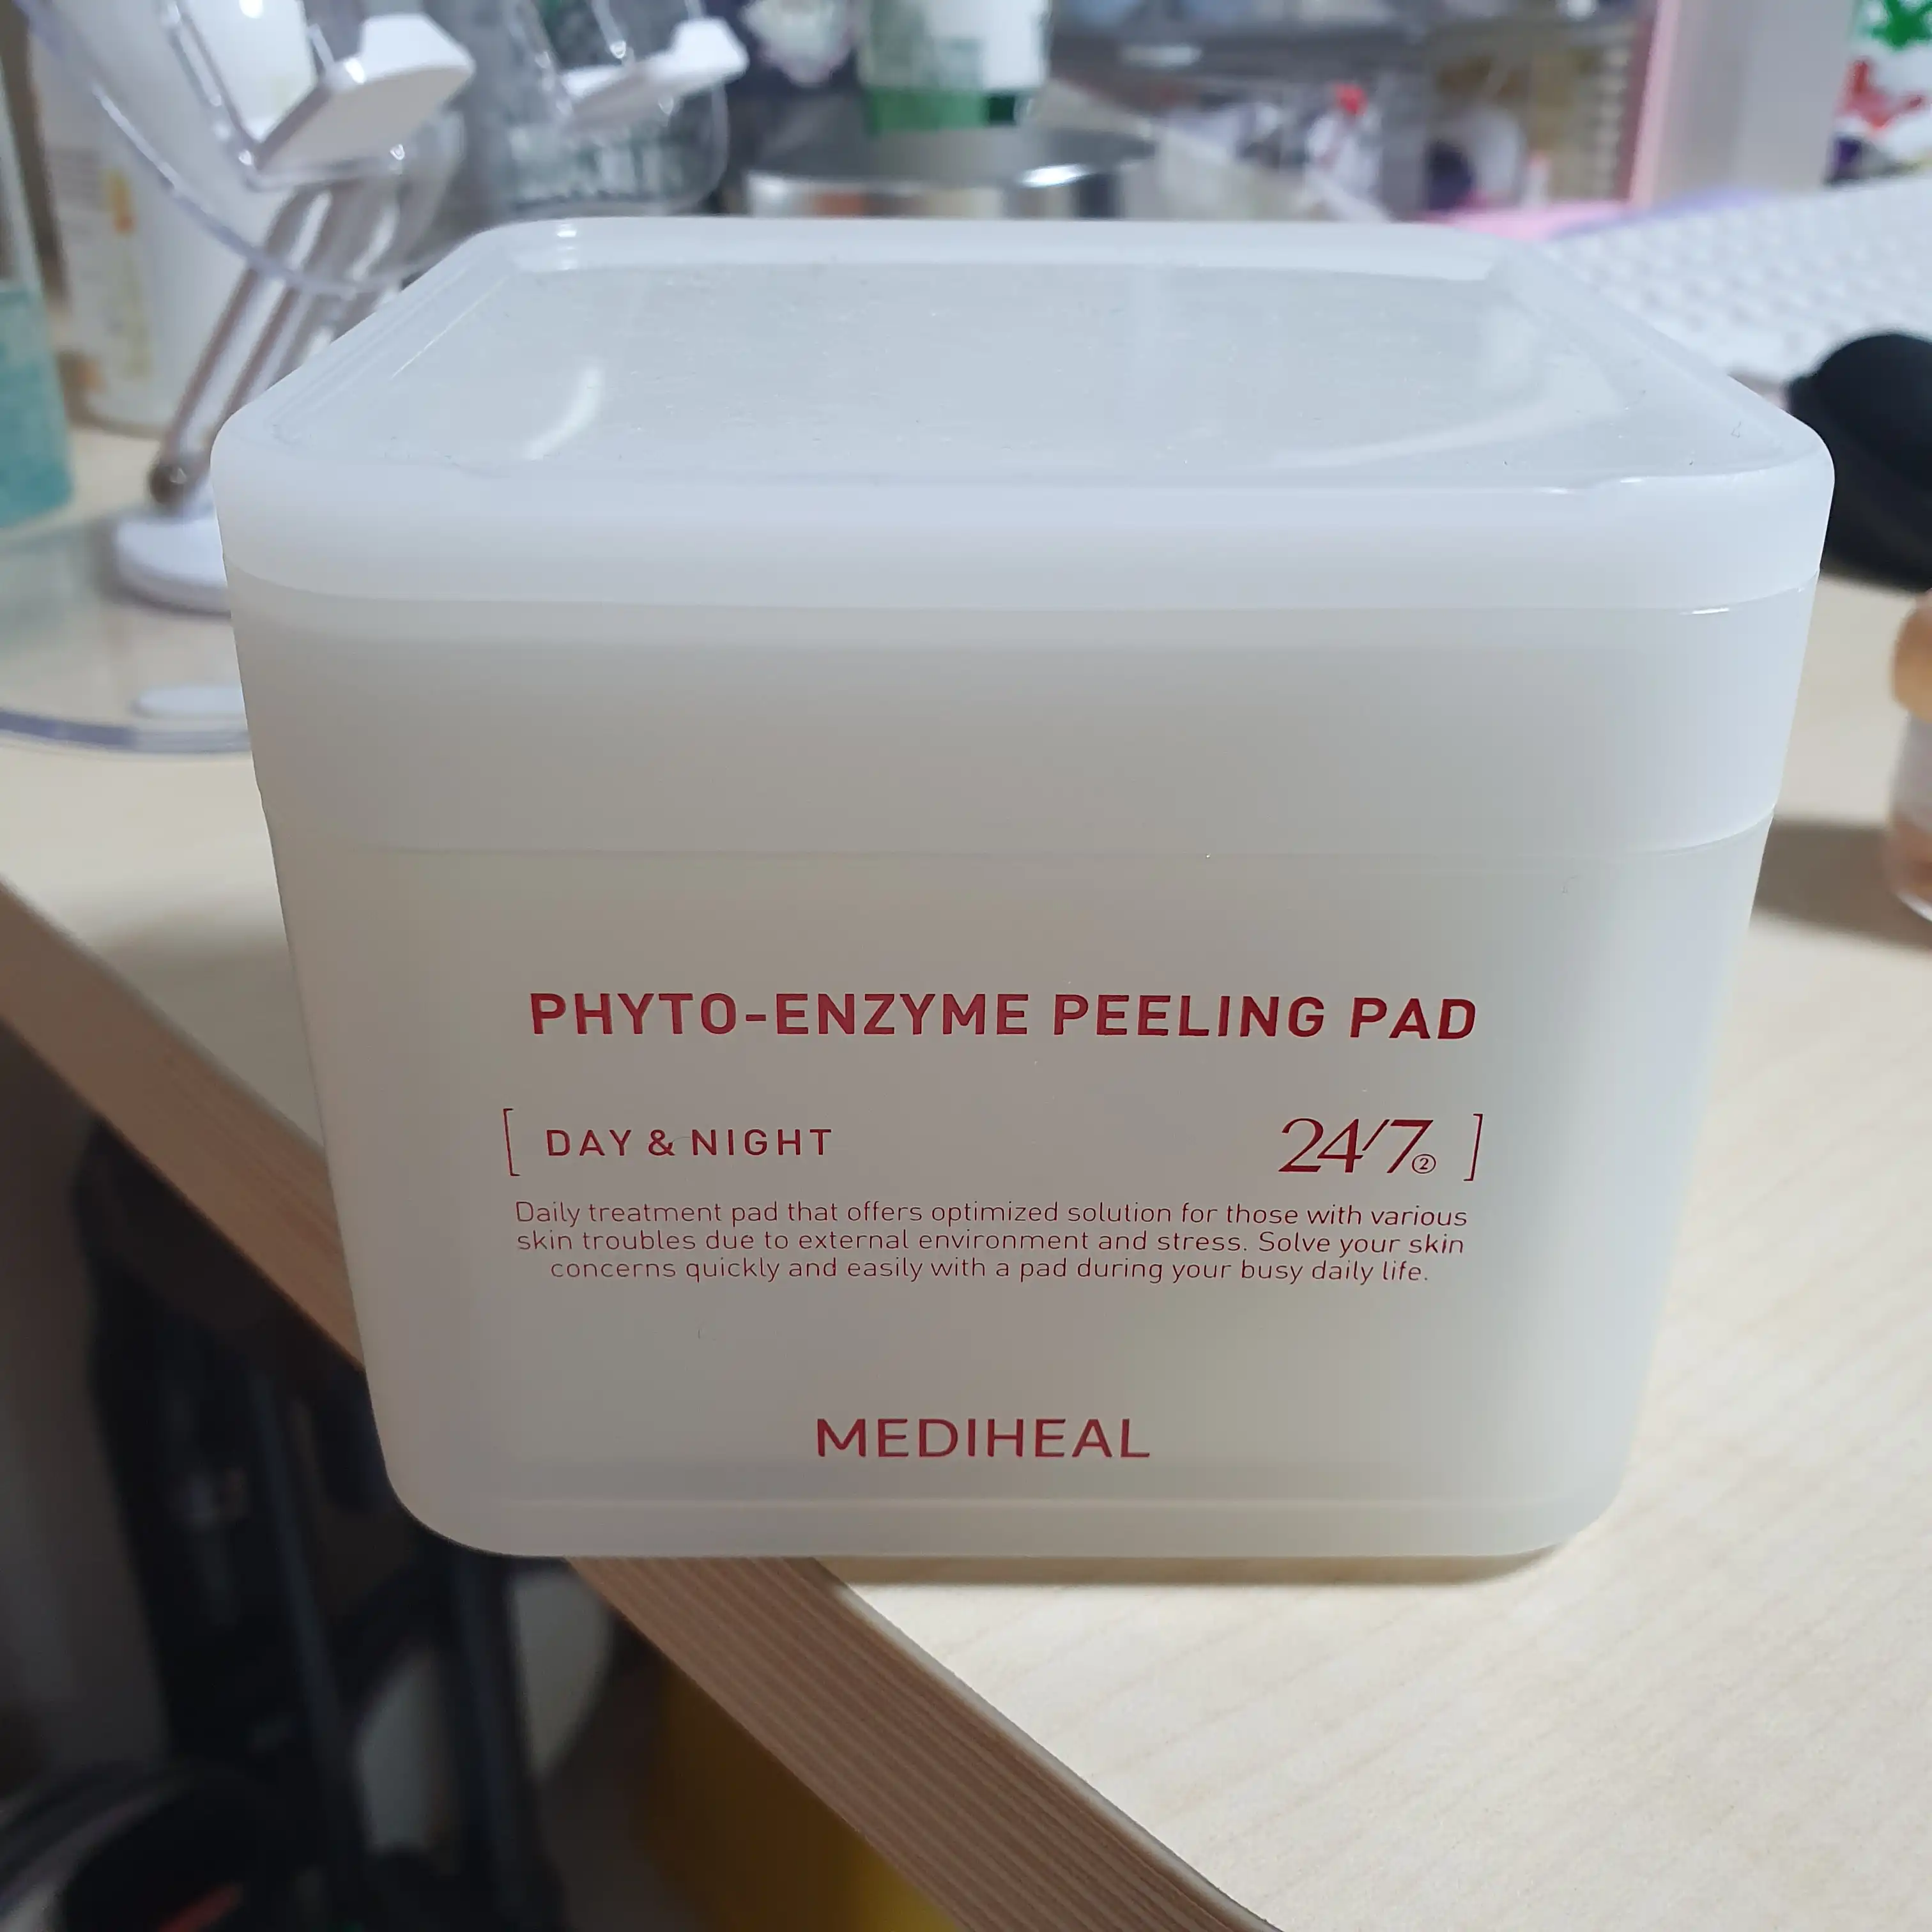 PHYTO-ENZYME PEELING PAD
[ DAY & NIGHT 24/7② ]
Daily treatment pad that offers optimized solution for those with various
skin troubles due to external environment and stress. Solve your skin
concerns quickly and easily with a pad during your busy daily life.
MEDIHEAL